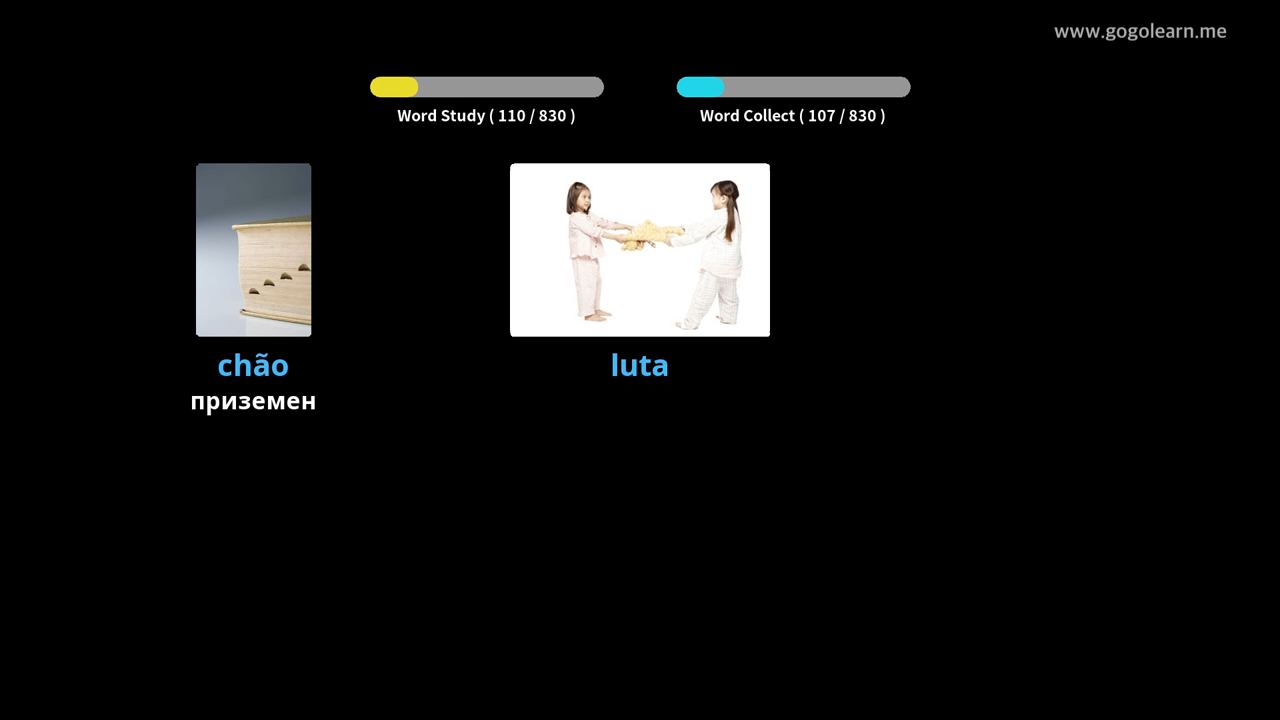 www.gogolearn.me
Word Study ( 110 / 830 )
Word Collect ( 107 / 830 )
chão
приземен
luta